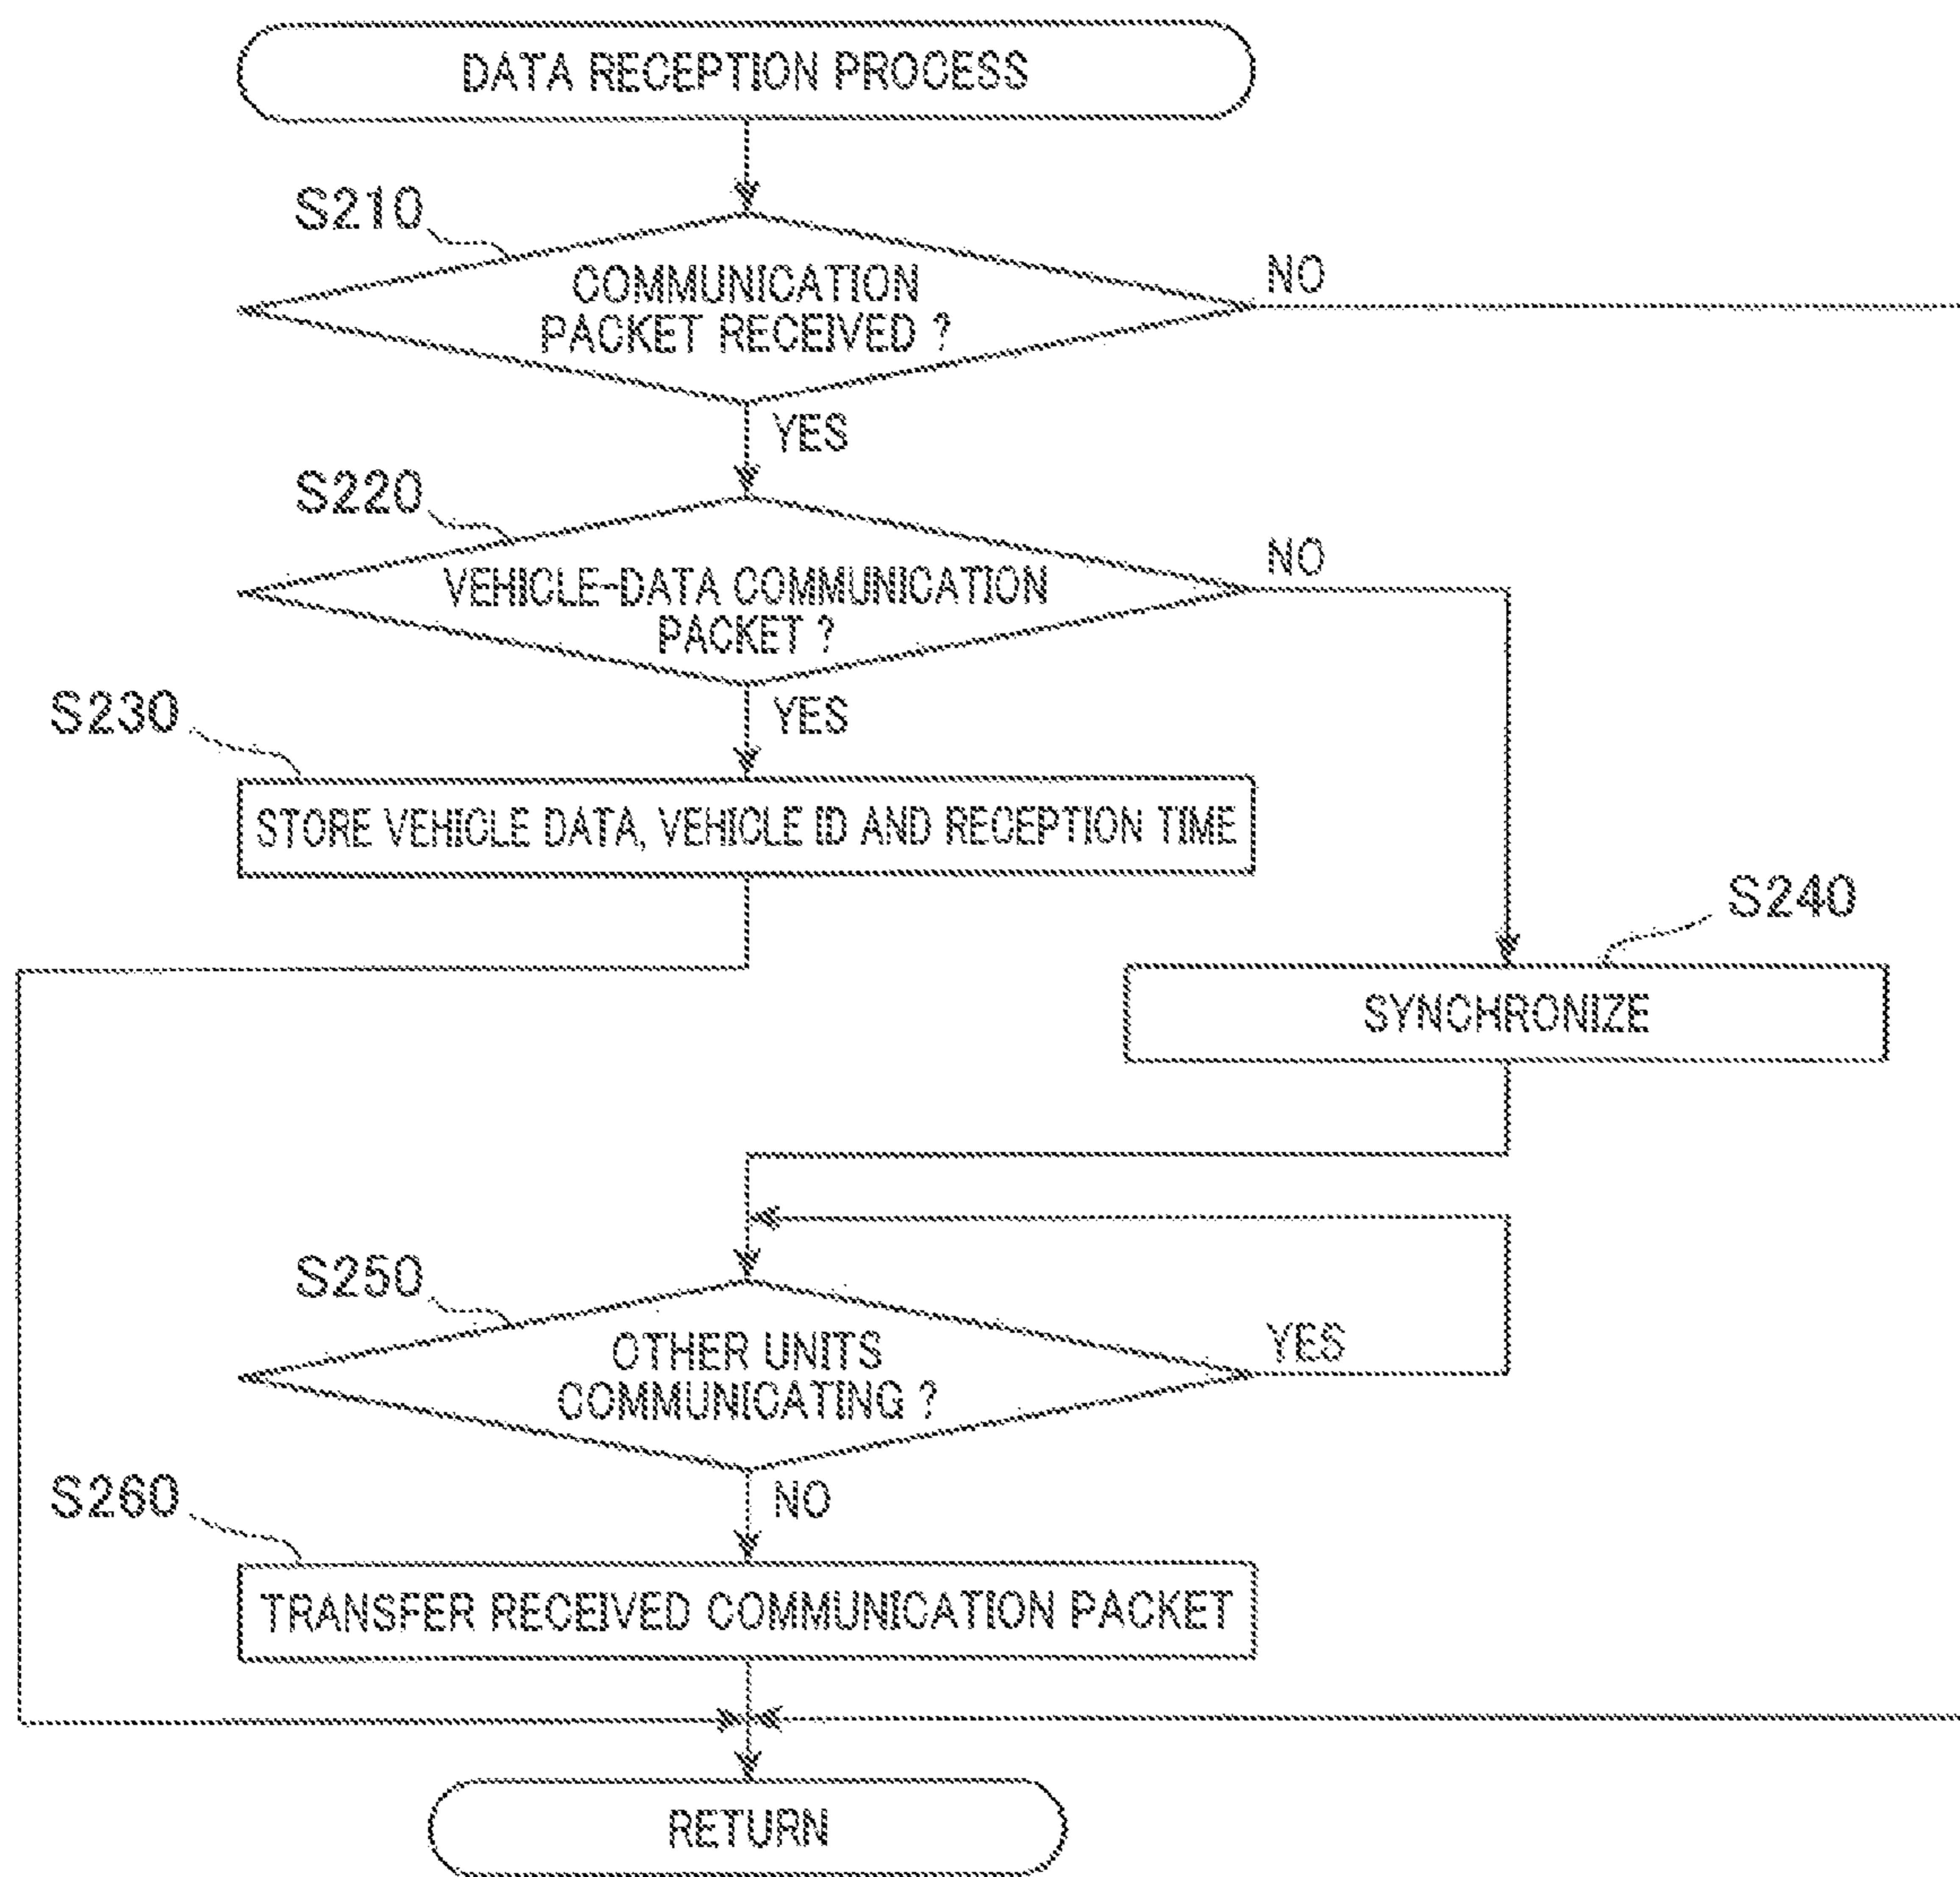 DATA RECEPTION PROCESS
S210
COMMUNICATION
PACKET RECEIVED ?
NO
YES
S220
VEHICLE-DATA COMMUNICATION
PACKET ?
NO
YES
S230
STORE VEHICLE DATA, VEHICLE ID AND RECEPTION TIME
S240
SYNCHRONIZE
S250
OTHER UNITS
COMMUNICATING ?
YES
NO
S260
TRANSFER RECEIVED COMMUNICATION PACKET
RETURN